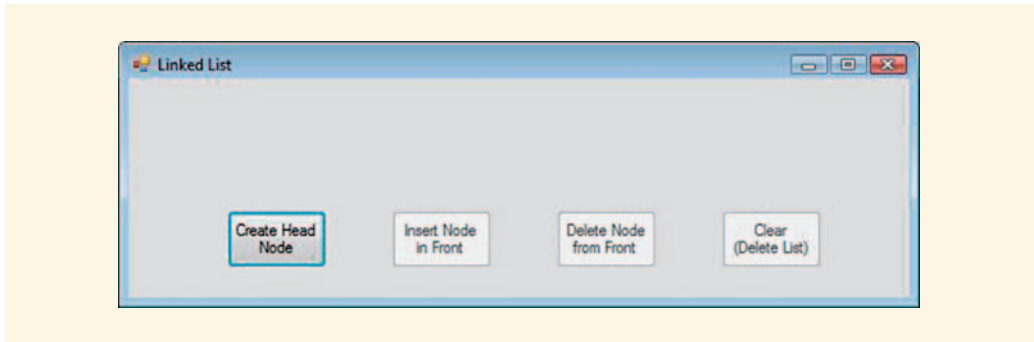 Linked List
Create Head
Node
Insert Node
in Front
Delete Node
from Front
Clear
(Delete List)